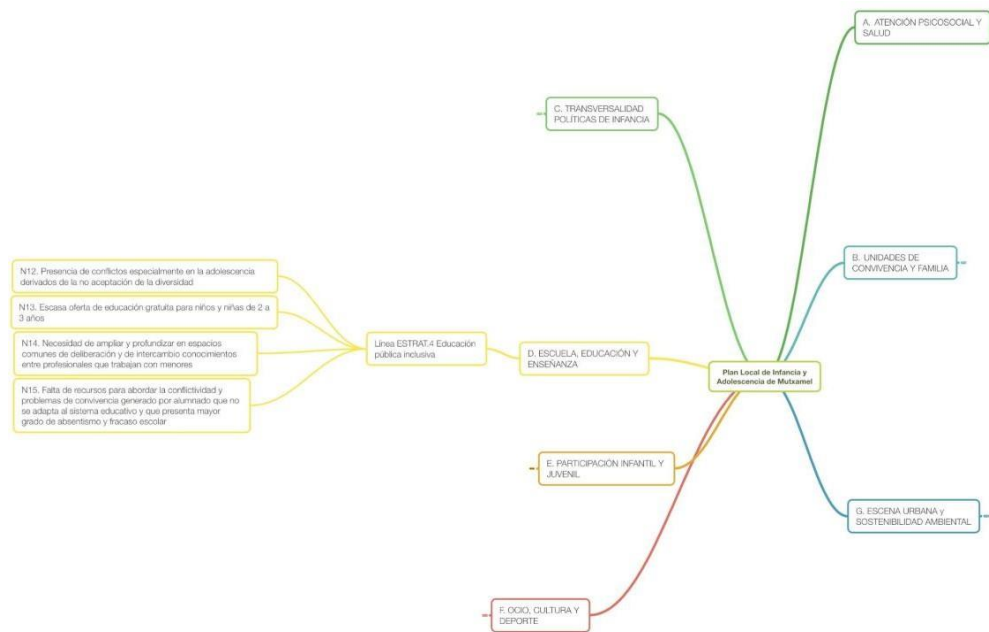 A. ATENCIÓN PSICOSOCIAL Y
SALUD
C. TRANSVERSALIDAD
POLÍTICAS DE INFANCIA
B. UNIDADES DE
CONVIVENCIA Y FAMILIA
N12. Presencia de conflictos especialmente en la adolescencia
derivados de la no aceptación de la diversidad
N13. Escasa oferta de educación gratuita para niños y niñas de 2 a
3 años
N14. Necesidad de ampliar y profundizar en espacios
comunes de deliberación y de intercambio conocimientos
entre profesionales que trabajan con menores
N15. Falta de recursos para abordar la conflictividad y
problemas de convivencia generado por alumnado que no
se adapta al sistema educativo y que presenta mayor
grado de absentismo y fracaso escolar
Línea ESTRAT.4 Educación
pública inclusiva
D. ESCUELA, EDUCACIÓN Y
ENSEÑANZA
Plan Local de Infancia y
Adolescencia de Mutxamel
E. PARTICIPACIÓN INFANTIL Y
JUVENIL
G. ESCENA URBANA y
SOSTENIBILIDAD AMBIENTAL
F. OCIO, CULTURA Y
DEPORTE